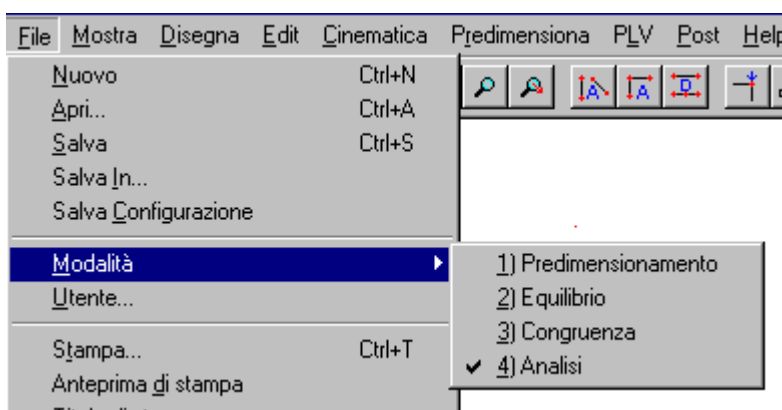 File Mostra Disegna Edit Cinematica Predimensiona PLV Post Help
Nuovo Ctrl+N
Apri... Ctrl+A
Salva Ctrl+S
Salva In...
Salva Configurazione
Modalità
Utente...
Stampa... Ctrl+T
Anteprima di stampa
1) Predimensionamento
2) Equilibrio
3) Congruenza
4) Analisi
A A D